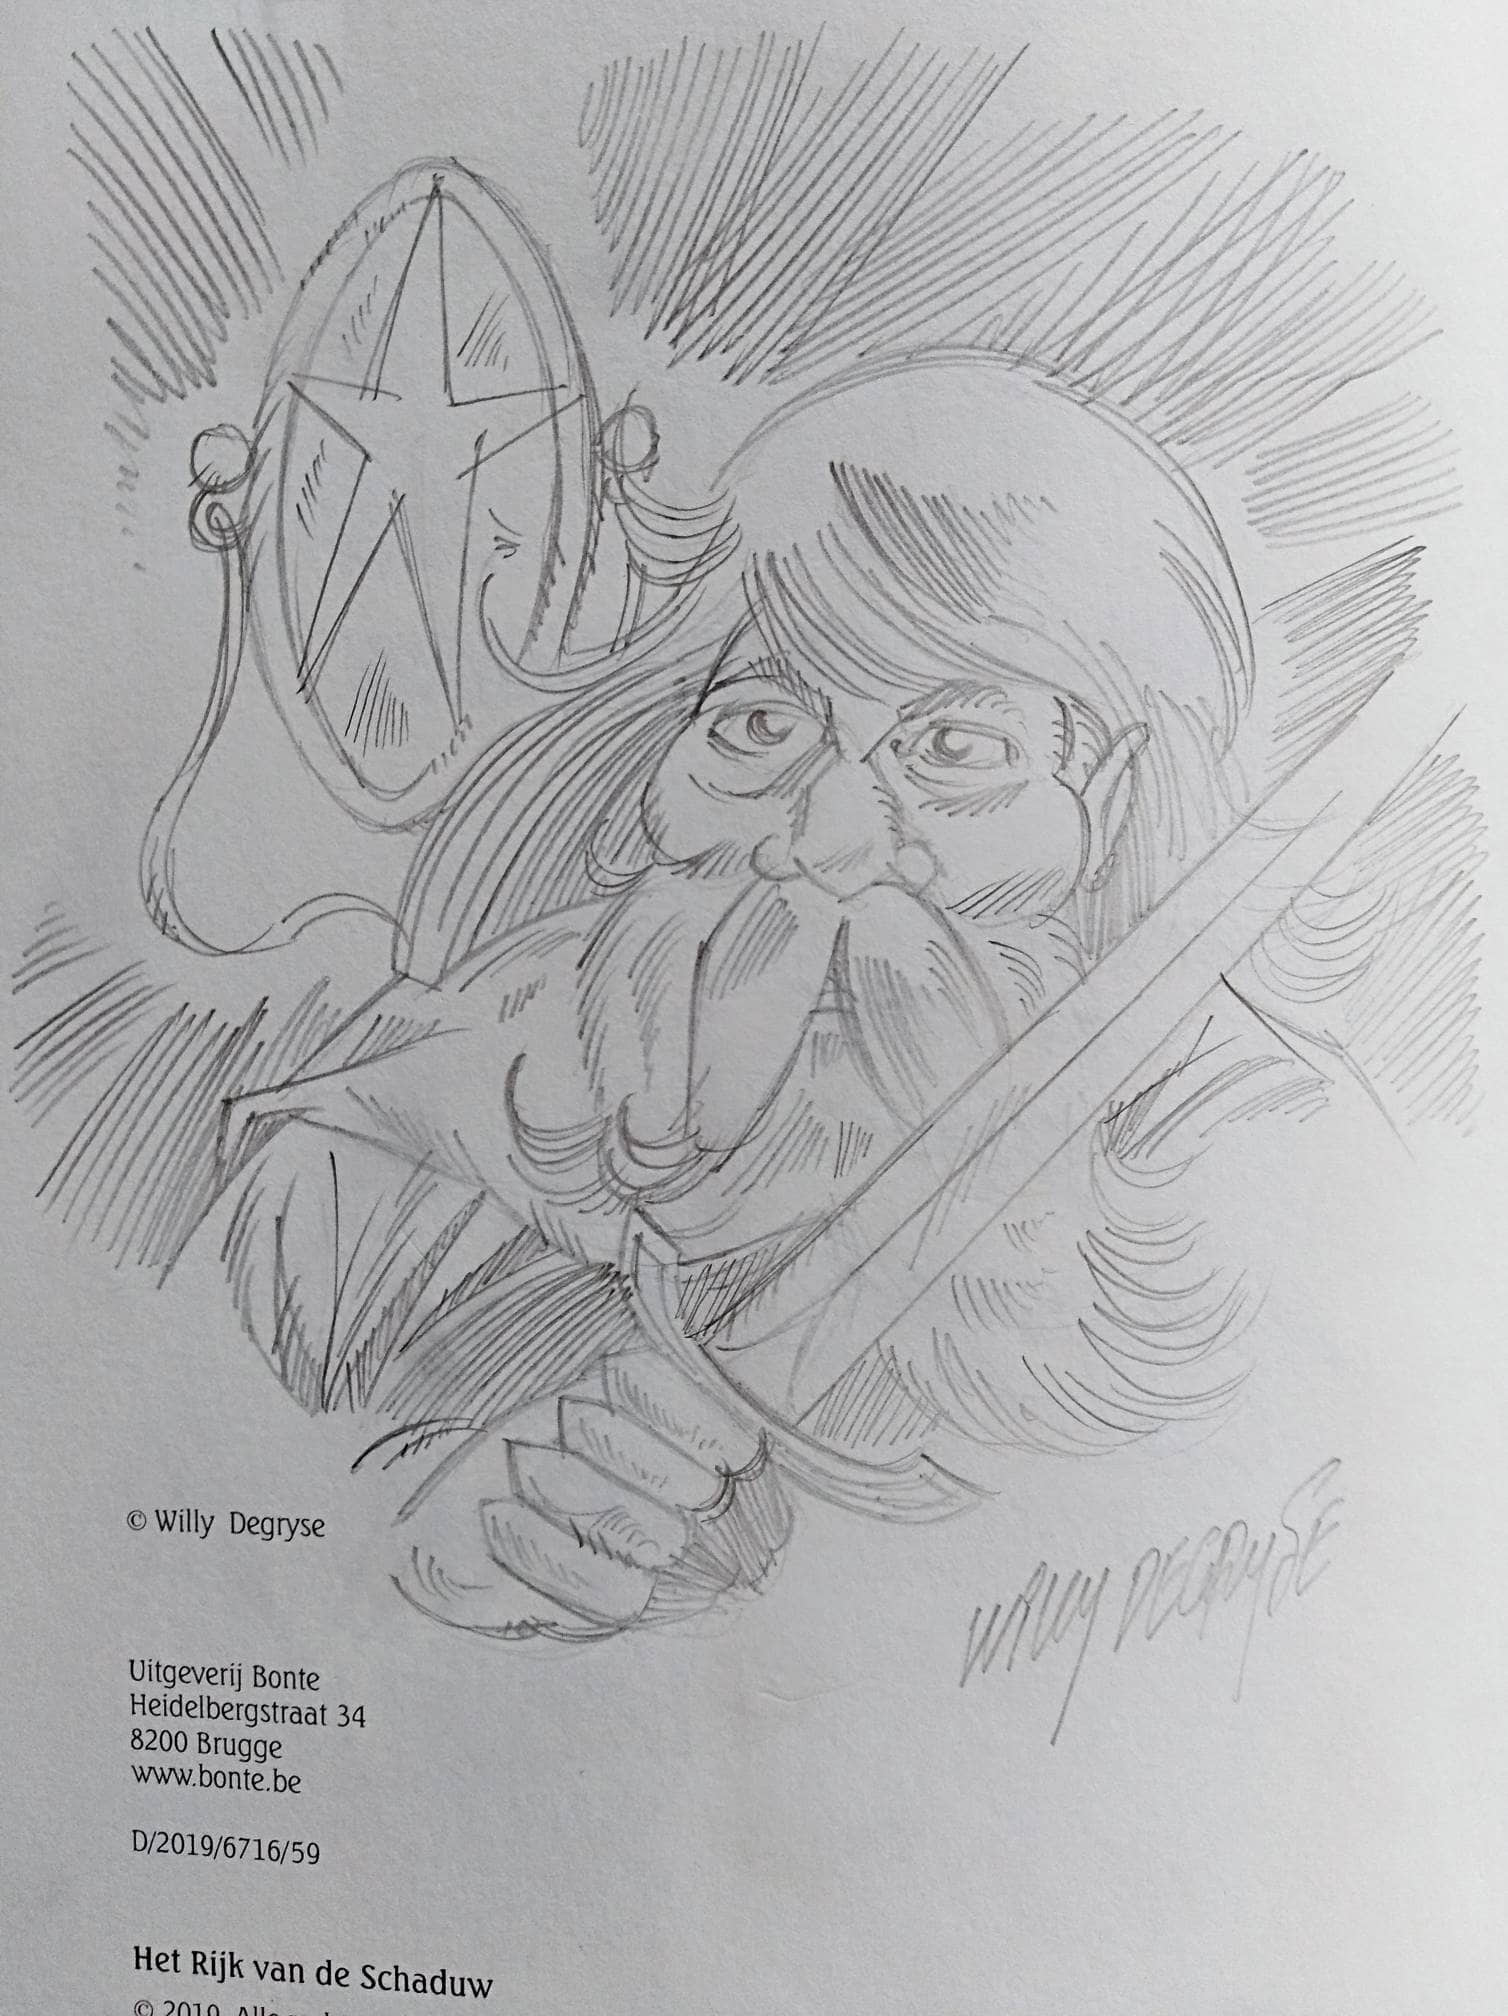 © Willy Degryse
WILLY DEGRYSE
Uitgeverij Bonte
Heidelbergstraat 34
8200 Brugge
www.bonte.be
D/2019/6716/59
Het Rijk van de Schaduw
© 2019